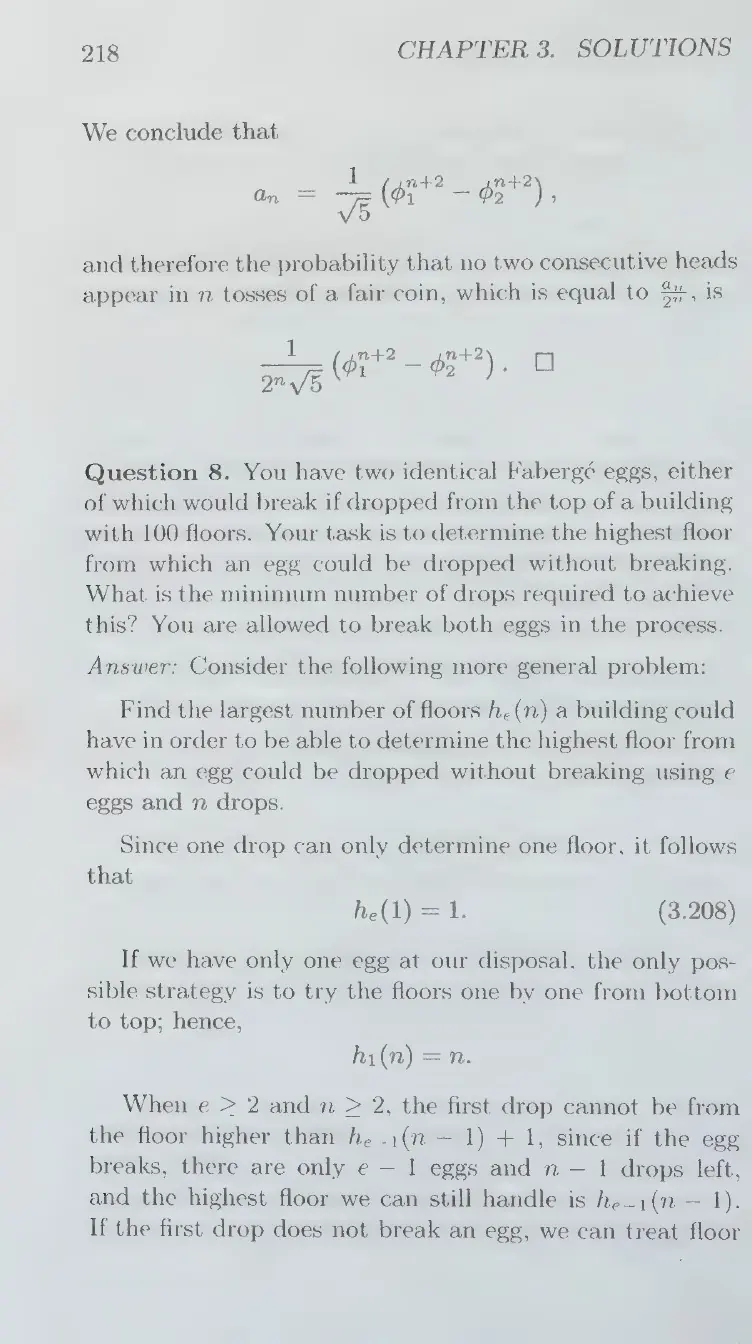 218 CHAPTER 3. SOLUTIONS
We conclude that
a_n = \frac{1}{\sqrt{5}} (\phi_1^{n+2} − \phi_2^{n+2}) ,
and therefore the probability that no two consecutive heads
appear in n tosses of a fair coin, which is equal to \frac{a_n}{2^n}, is
\frac{1}{2^n\sqrt{5}} (\phi_1^{n+2} − \phi_2^{n+2}) . □
Question 8. You have two identical Fabergé eggs, either
of which would break if dropped from the top of a building
with 100 floors. Your task is to determine the highest floor
from which an egg could be dropped without breaking.
What is the minimum number of drops required to achieve
this? You are allowed to break both eggs in the process.
Answer: Consider the following more general problem:
Find the largest number of floors h_e(n) a building could
have in order to be able to determine the highest floor from
which an egg could be dropped without breaking using e
eggs and n drops.
Since one drop can only determine one floor, it follows
that
h_e(1) = 1. (3.208)
If we have only one egg at our disposal, the only pos-
sible strategy is to try the floors one by one from bottom
to top; hence,
h_1(n) = n.
When e ≥ 2 and n ≥ 2, the first drop cannot be from
the floor higher than h_{e−1}(n − 1) + 1, since if the egg
breaks, there are only e − 1 eggs and n − 1 drops left,
and the highest floor we can still handle is h_{e−1}(n − 1).
If the first drop does not break an egg, we can treat floor